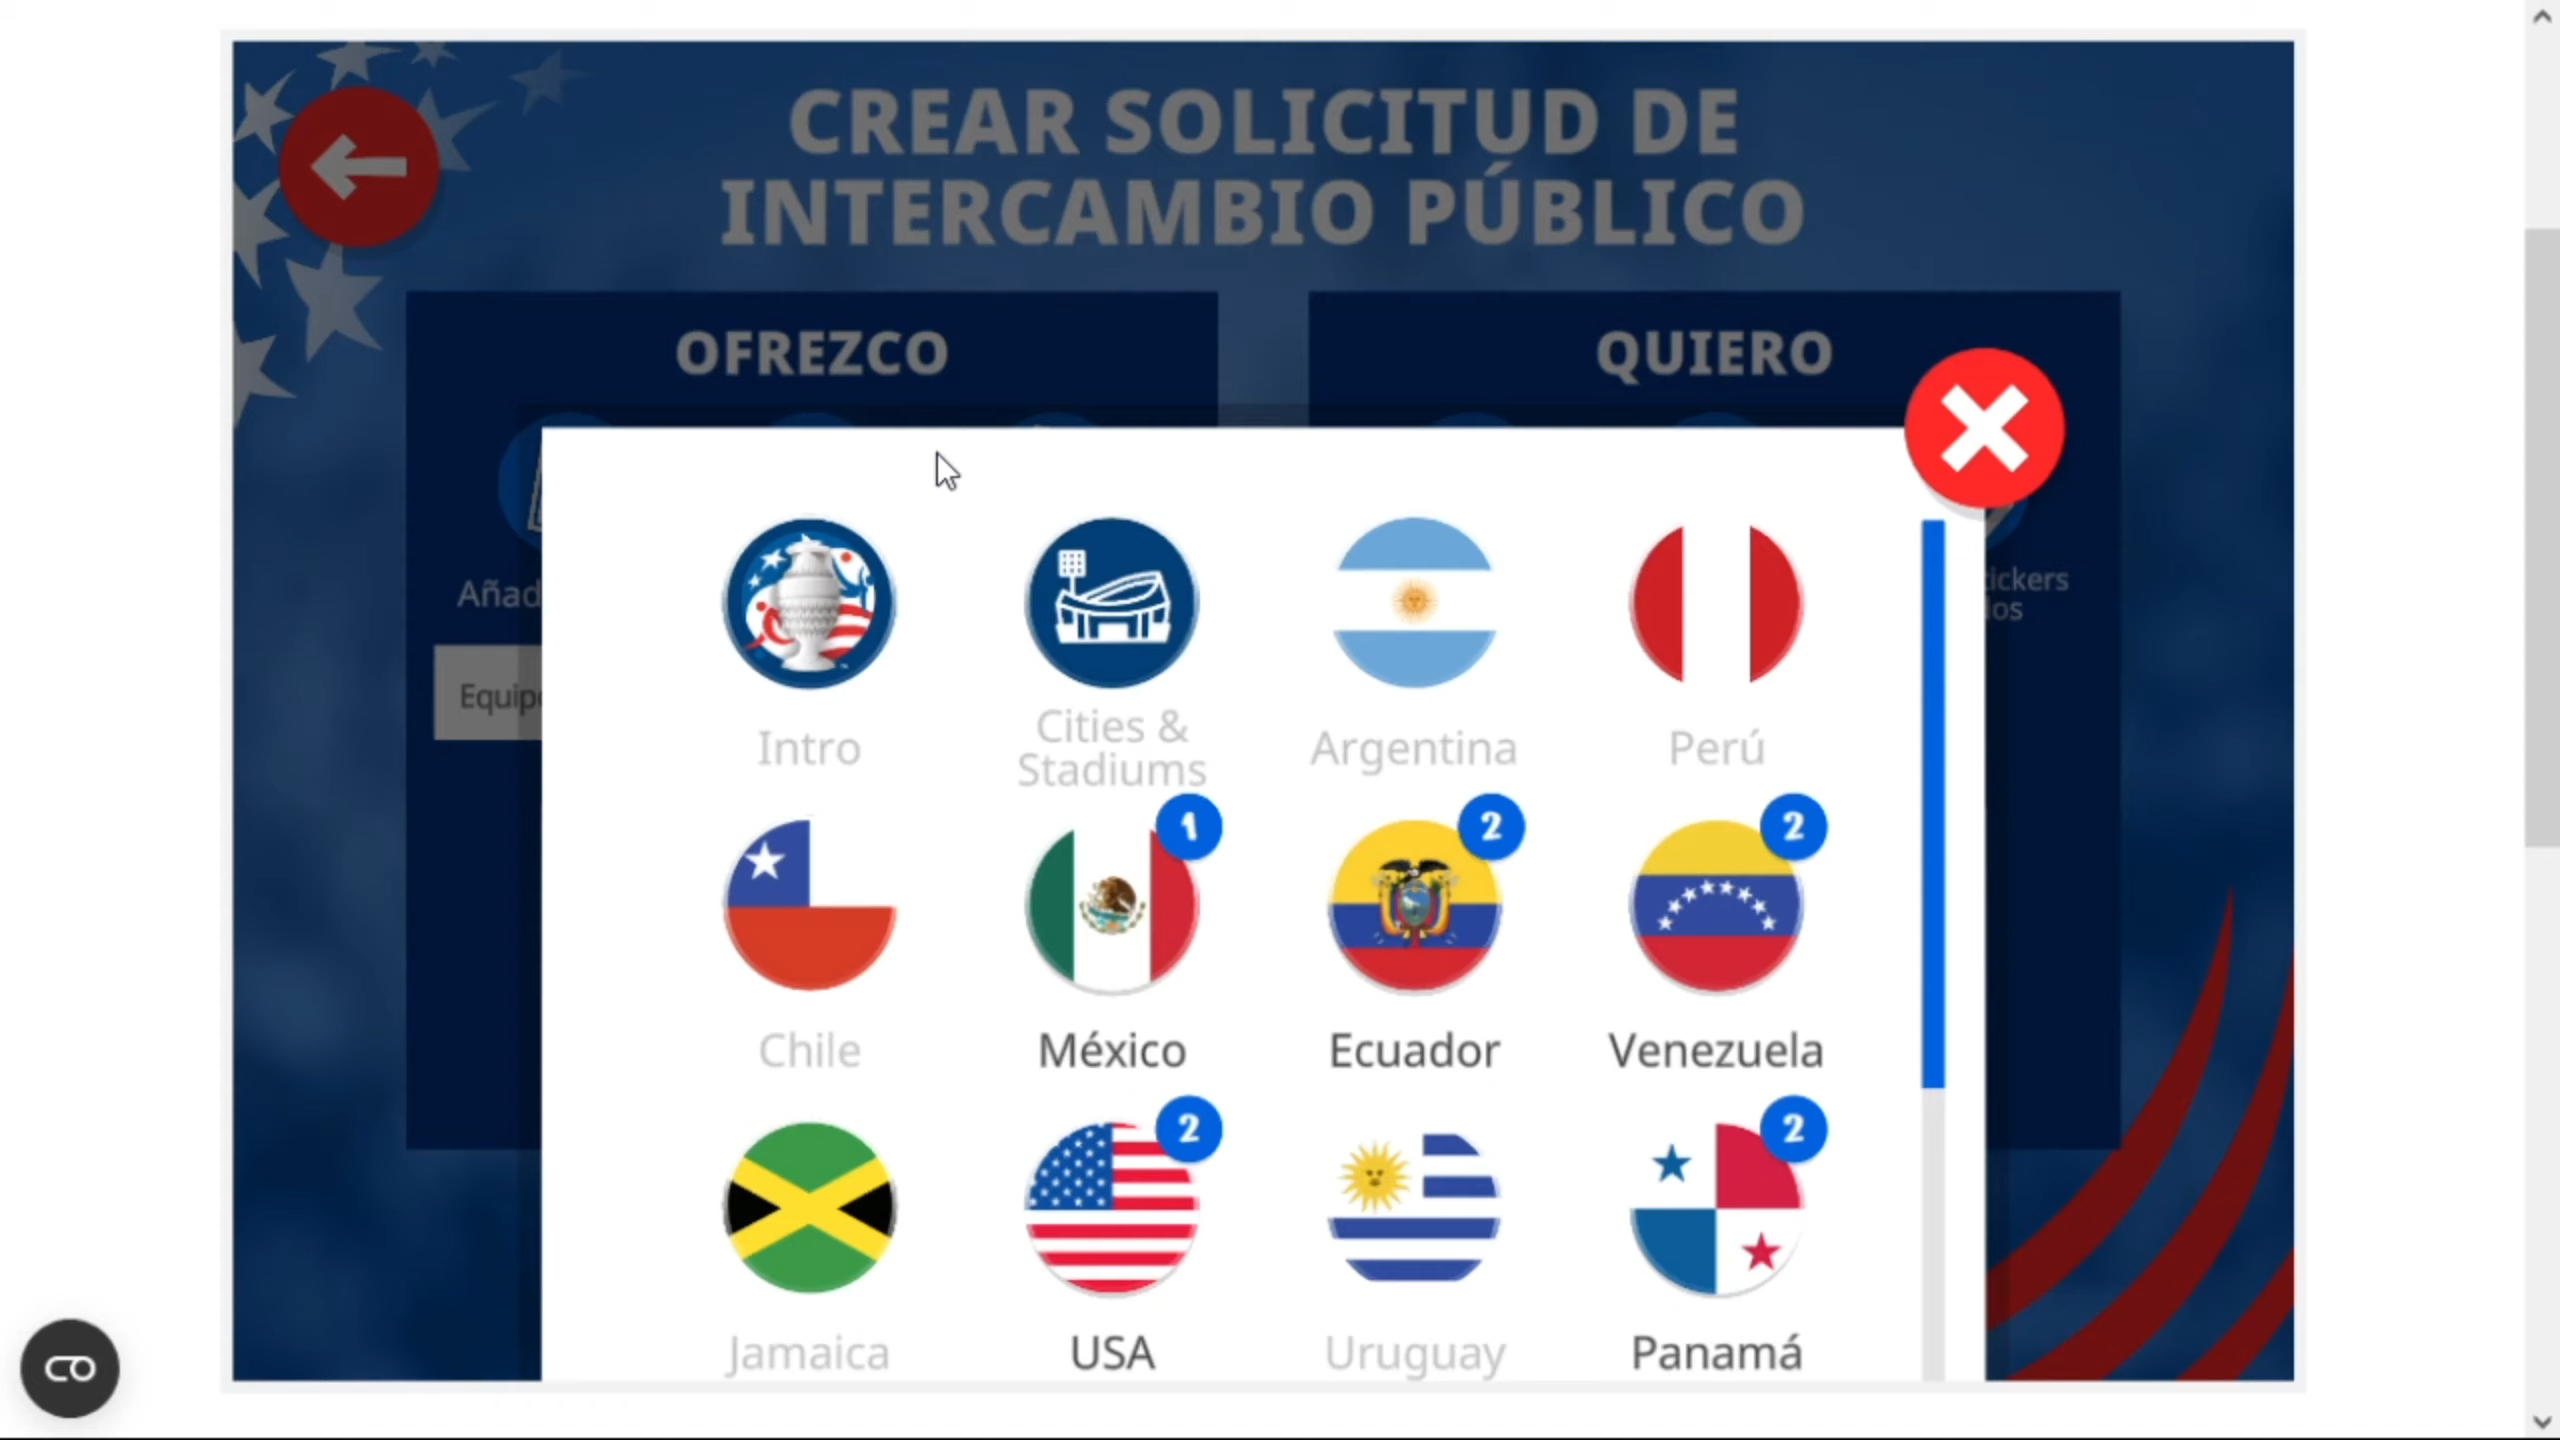 CREAR SOLICITUD DE
INTERCAMBIO PÚBLICO
OFREZCO
QUIERO
Intro
Cities &
Stadiums
Argentina
Perú
1
2
2
Chile
México
Ecuador
Venezuela
2
2
Jamaica
USA
Uruguay
Panamá